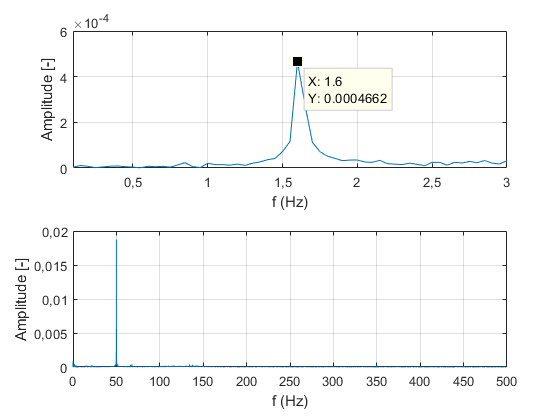 ×10-4
6
4
2
0
Amplitude [-]
X: 1.6
Y: 0.0004662
0,5 1 1,5 2 2,5 3
f (Hz)
0,02
0,015
0,01
0,005
0
Amplitude [-]
0 50 100 150 200 250 300 350 400 450 500
f (Hz)